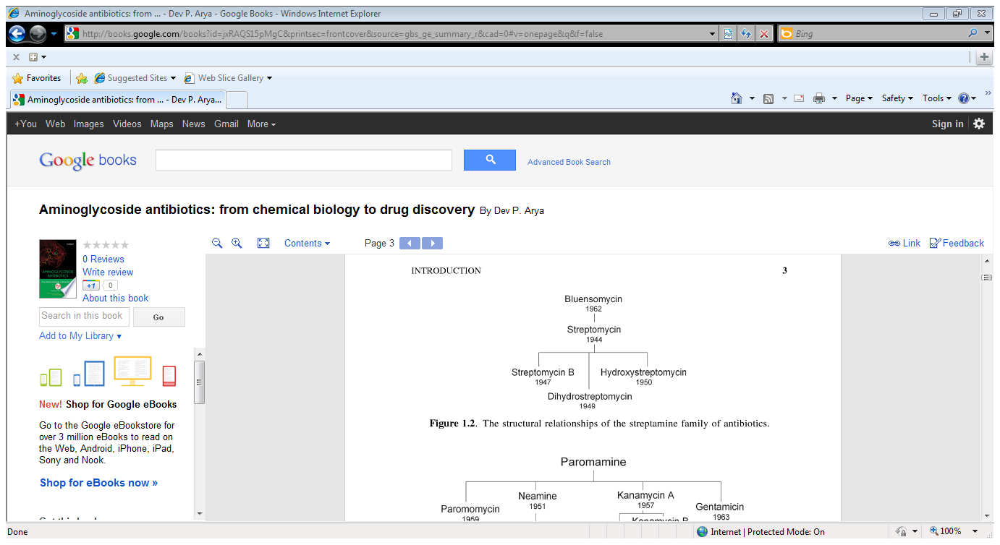 Aminoglycoside antibiotics: from ... - Dev P. Arya - Google Books - Windows Internet Explorer
http://books.google.com/books?id=jxRAQS15pMgC&printsec=frontcover&source=gbs_ge_summary_r&cad=0#v=onepage&q&f=false
Bing
x
Favorites Suggested Sites Web Slice Gallery
Aminoglycoside antibiotics: from ... - Dev P. Arya...
Page Safety Tools
+You Web Images Videos Maps News Gmail More
Sign in
Google books
Advanced Book Search
Aminoglycoside antibiotics: from chemical biology to drug discovery By Dev P. Arya
Contents
Page 3
Link Feedback
AMINOGLYCOSIDE
ANTIBIOTICS
0 Reviews
Write review
+1 0
About this book
Search in this book
Go
Add to My Library
New! Shop for Google eBooks
Go to the Google eBookstore for
over 3 million eBooks to read on
the Web, Android, iPhone, iPad,
Sony and Nook.
Shop for eBooks now »
INTRODUCTION 3
Bluensomycin
1962
Streptomycin
1944
Streptomycin B
1947
Hydroxystreptomycin
1950
Dihydrostreptomycin
1949
Figure 1.2. The structural relationships of the streptamine family of antibiotics.
Paromamine
Neamine
1951
Kanamycin A
1957
Paromomycin
1959
Gentamicin
1963
Kanamycin B
Done
Internet | Protected Mode: On
100%